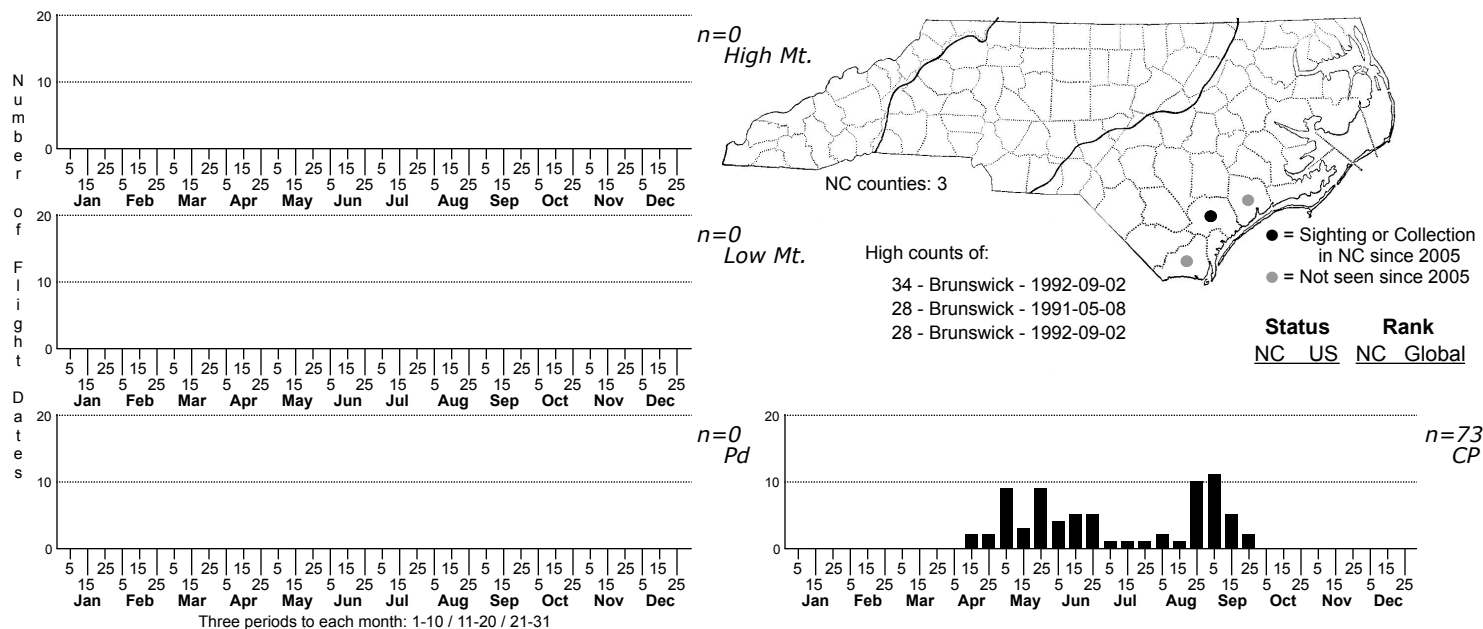 Number of Flight Dates
20
10
0
5 15 25 5 15 25 5 15 25 5 15 25 5 15 25 5 15 25 5 15 25 5 15 25 5 15 25 5 15 25 5 15 25 5 15 25
Jan Feb Mar Apr May Jun Jul Aug Sep Oct Nov Dec
n=0
High Mt.
20
10
0
5 15 25 5 15 25 5 15 25 5 15 25 5 15 25 5 15 25 5 15 25 5 15 25 5 15 25 5 15 25 5 15 25 5 15 25
Jan Feb Mar Apr May Jun Jul Aug Sep Oct Nov Dec
n=0
Low Mt.
20
10
0
5 15 25 5 15 25 5 15 25 5 15 25 5 15 25 5 15 25 5 15 25 5 15 25 5 15 25 5 15 25 5 15 25 5 15 25
Jan Feb Mar Apr May Jun Jul Aug Sep Oct Nov Dec
n=0
Pd
Three periods to each month: 1-10 / 11-20 / 21-31
NC counties: 3
High counts of:
34 - Brunswick - 1992-09-02
28 - Brunswick - 1991-05-08
28 - Brunswick - 1992-09-02
= Sighting or Collection
in NC since 2005
= Not seen since 2005
Status Rank
NC US NC Global
20
10
0
5 15 25 5 15 25 5 15 25 5 15 25 5 15 25 5 15 25 5 15 25 5 15 25 5 15 25 5 15 25 5 15 25 5 15 25
Jan Feb Mar Apr May Jun Jul Aug Sep Oct Nov Dec
n=73
CP